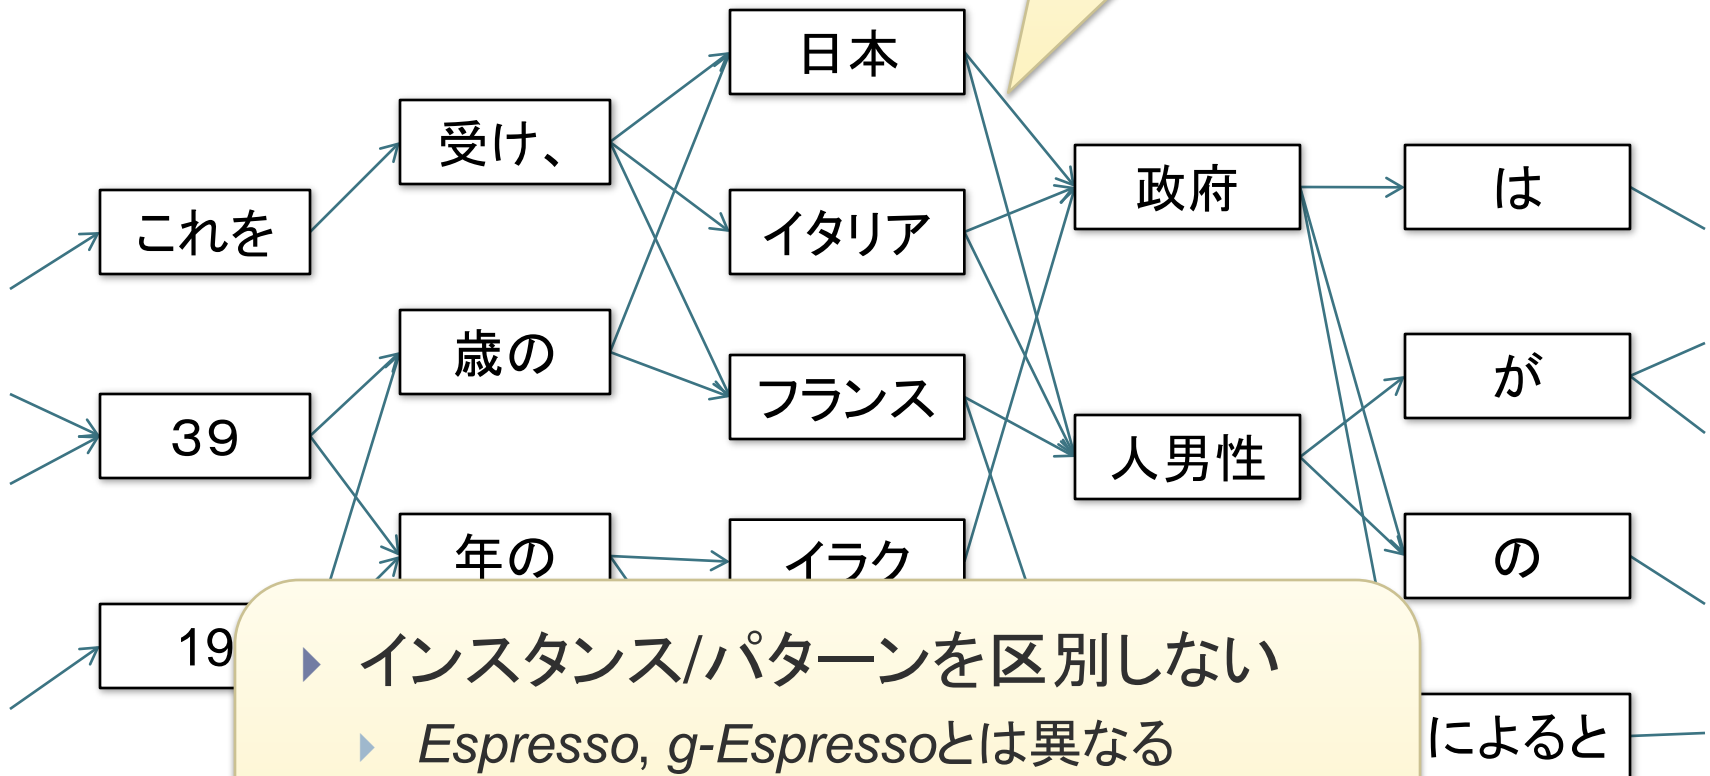 日本
受け、
政府
は
これを
イタリア
歳の
が
フランス
39
人男性
年の
イラク
の
19
インスタンス/パターンを区別しない
Espresso, g-Espressoとは異なる
によると